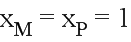 x_M = x_P = 1